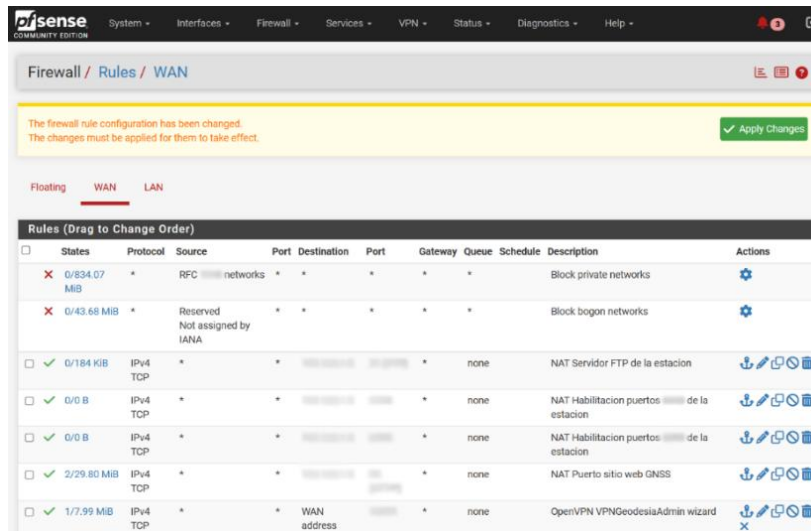 pfsense
COMMUNITY EDITION
System Interfaces Firewall Services VPN Status Diagnostics Help 3
Firewall / Rules / WAN
The firewall rule configuration has been changed.
The changes must be applied for them to take effect.
Apply Changes
Floating WAN LAN
Rules (Drag to Change Order)
States Protocol Source Port Destination Port Gateway Queue Schedule Description Actions
0/834.07 * RFC networks * * * * * Block private networks
MiB
0/43.68 MiB * Reserved * * * * * Block bogon networks
Not assigned by
IANA
0/184 KiB IPv4 * * * none NAT Servidor FTP de la estacion
TCP
0/0 B IPv4 * * * none NAT Habilitacion puertos de la
TCP estacion
0/0 B IPv4 * * * none NAT Habilitacion puertos de la
TCP estacion
2/29.80 MiB IPv4 * * * none NAT Puerto sitio web GNSS
TCP
1/7.99 MiB IPv4 * * WAN * none OpenVPN VPNGeodesiaAdmin wizard
TCP address